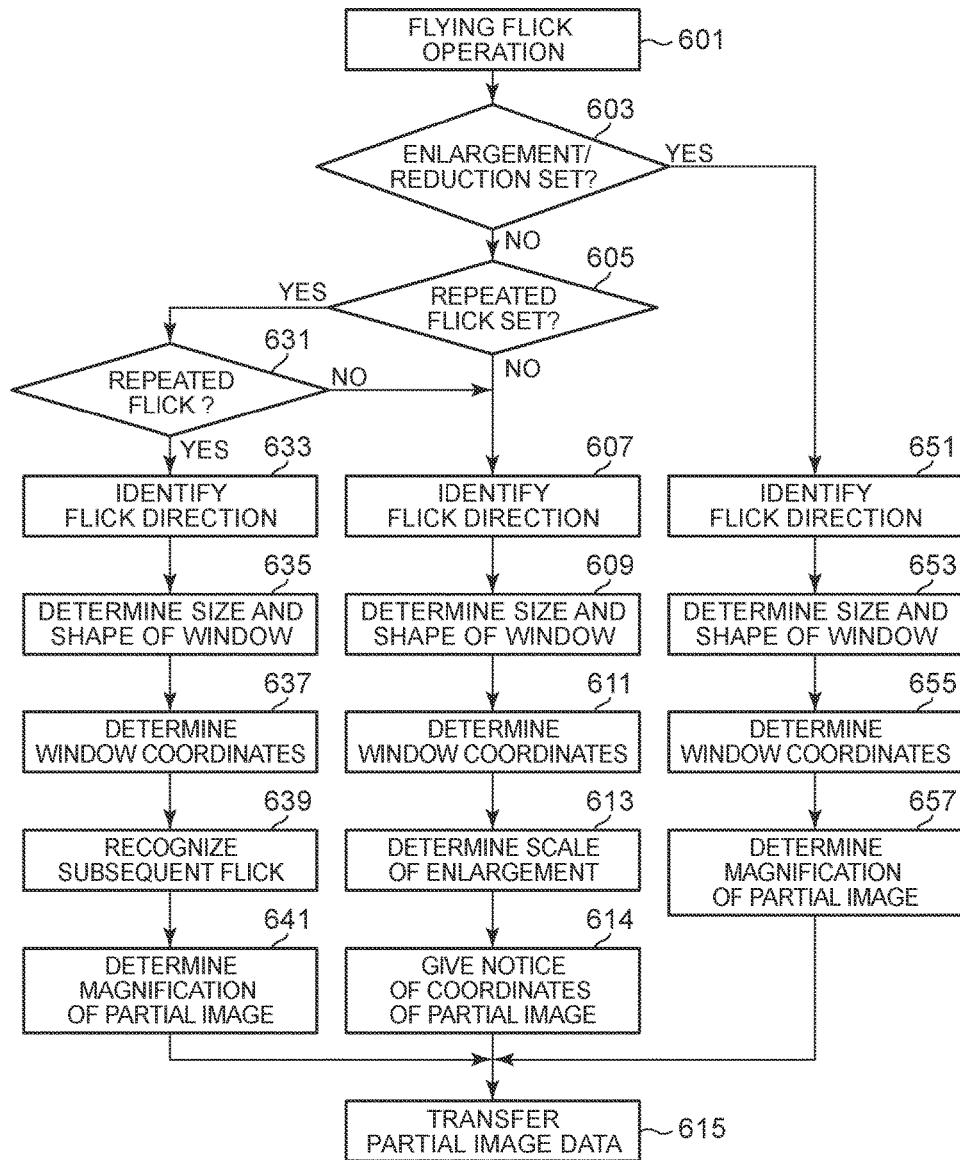 FLYING FLICK
OPERATION
601
603
ENLARGEMENT/
REDUCTION SET?
YES
NO
605
YES
REPEATED
FLICK SET?
NO
631
REPEATED
FLICK ?
NO
YES
633
IDENTIFY
FLICK DIRECTION
607
IDENTIFY
FLICK DIRECTION
651
IDENTIFY
FLICK DIRECTION
635
DETERMINE SIZE AND
SHAPE OF WINDOW
609
DETERMINE SIZE AND
SHAPE OF WINDOW
653
DETERMINE SIZE AND
SHAPE OF WINDOW
637
DETERMINE
WINDOW COORDINATES
611
DETERMINE
WINDOW COORDINATES
655
DETERMINE
WINDOW COORDINATES
639
RECOGNIZE
SUBSEQUENT FLICK
613
DETERMINE SCALE
OF ENLARGEMENT
657
DETERMINE
MAGNIFICATION
OF PARTIAL IMAGE
641
DETERMINE
MAGNIFICATION
OF PARTIAL IMAGE
614
GIVE NOTICE
OF COORDINATES
OF PARTIAL IMAGE
TRANSFER
PARTIAL IMAGE DATA
615